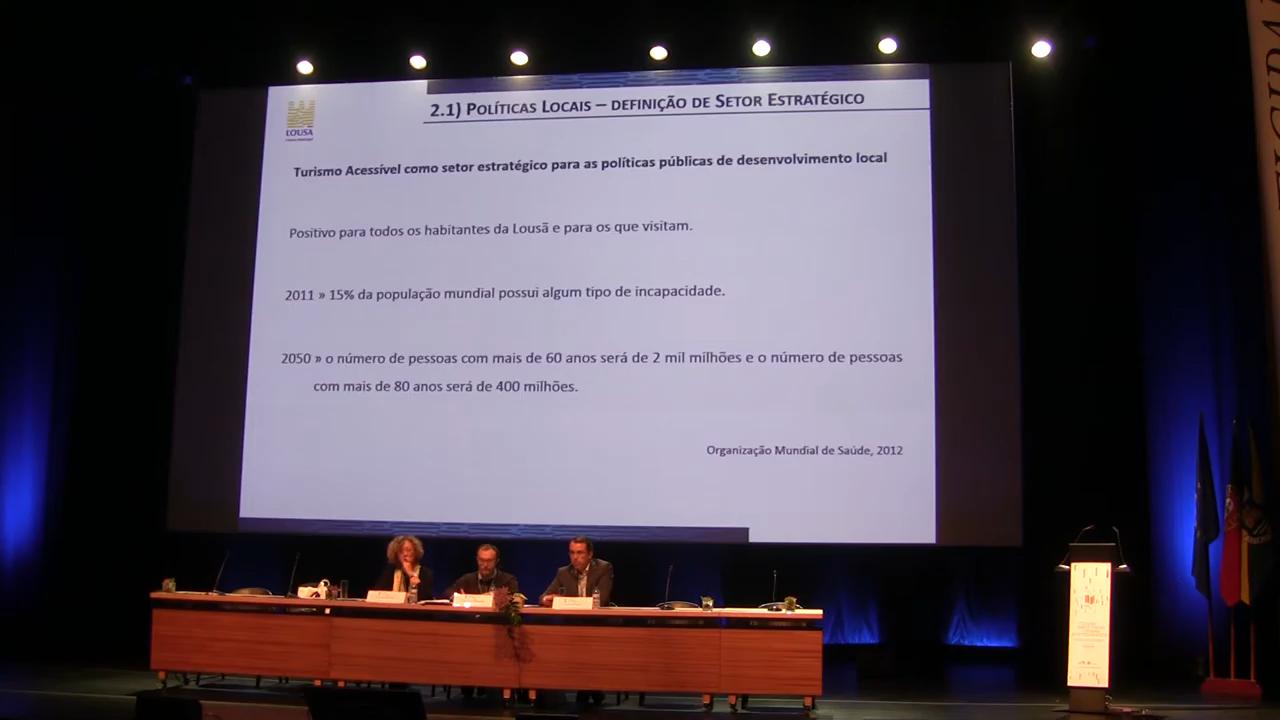 LOUSÃ
2.1) POLÍTICAS LOCAIS – DEFINIÇÃO DE SETOR ESTRATÉGICO
Turismo Acessível como setor estratégico para as políticas públicas de desenvolvimento local
Positivo para todos os habitantes da Lousã e para os que visitam.
2011 » 15% da população mundial possui algum tipo de incapacidade.
2050 » o número de pessoas com mais de 60 anos será de 2 mil milhões e o número de pessoas
com mais de 80 anos será de 400 milhões.
Organização Mundial de Saúde, 2012